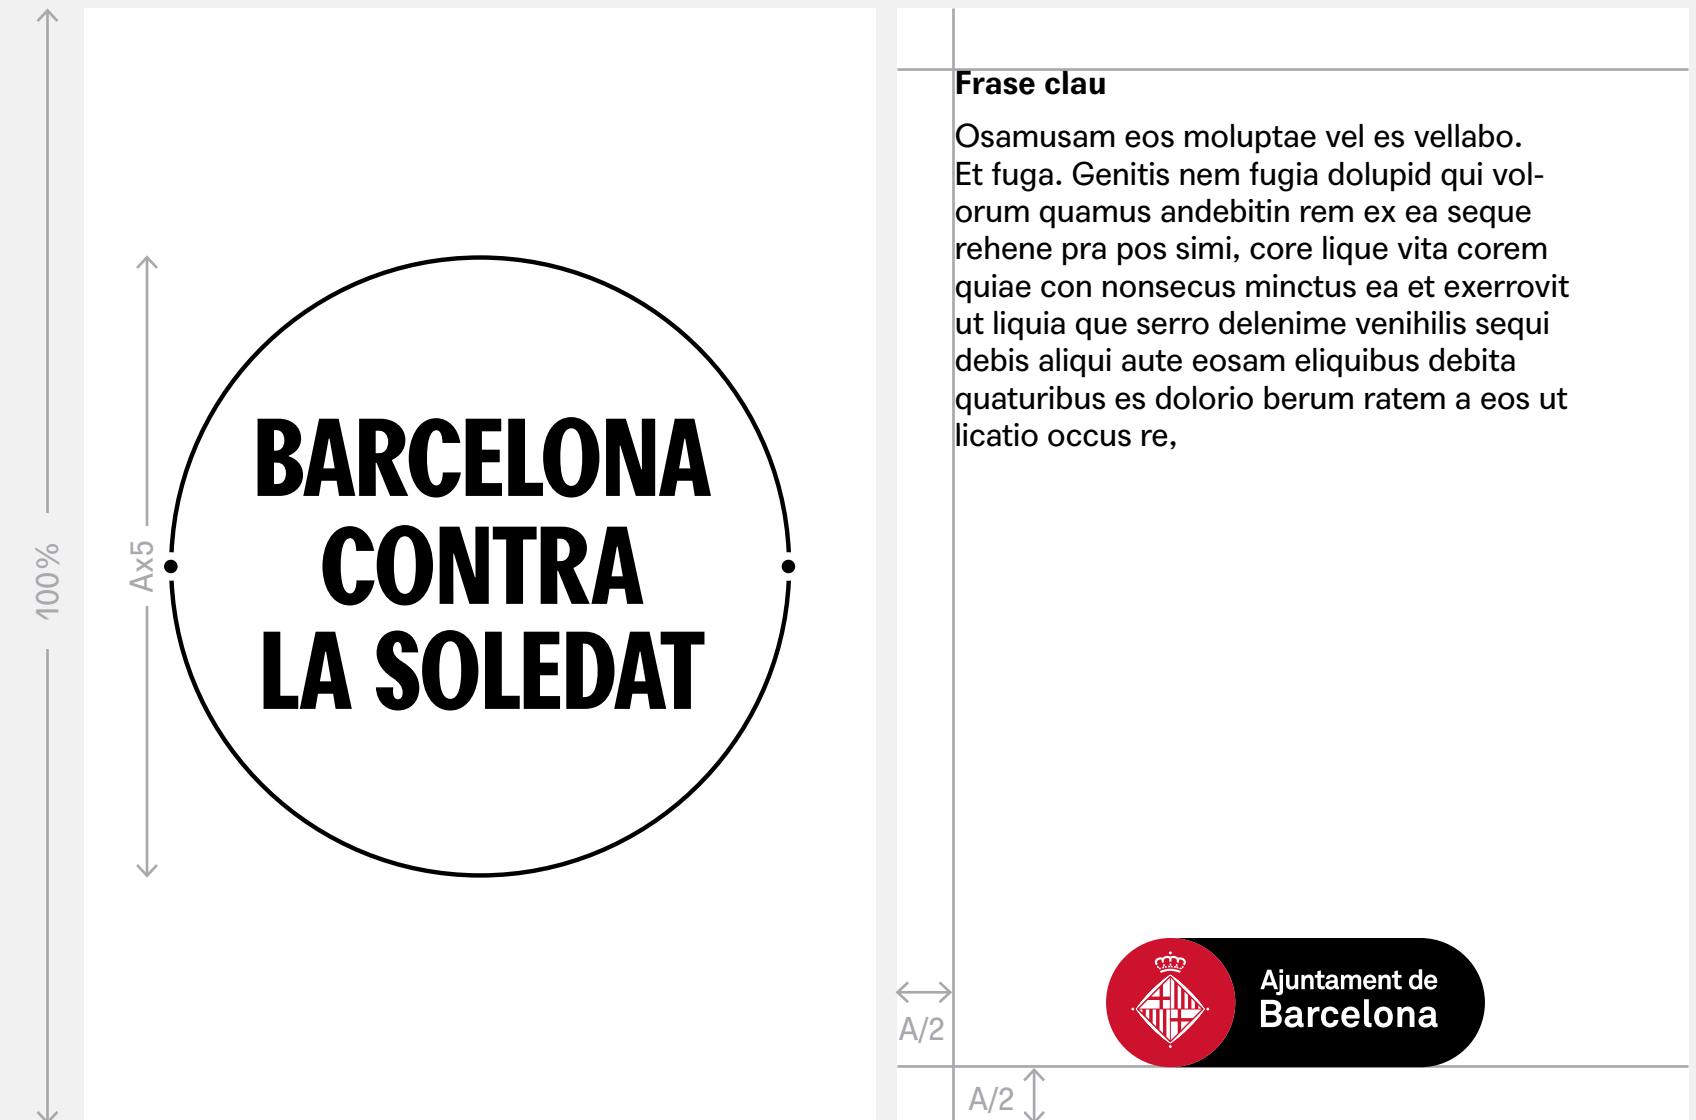 100%
Ax5
BARCELONA
CONTRA
LA SOLEDAT
Frase clau
Osamusam eos moluptae vel es vellabo.
Et fuga. Genitis nem fugia dolupid qui vol-
orum quamus andebitin rem ex ea seque
rehene pra pos simi, core lique vita corem
quiae con nonsecus minctus ea et exerrovit
ut liquia que serro delenime venihilis sequi
debis aliqui aute eosam eliquibus debita
quaturibus es dolorio berum ratem a eos ut
licatio occus re,
Ajuntament de
Barcelona
A/2
A/2